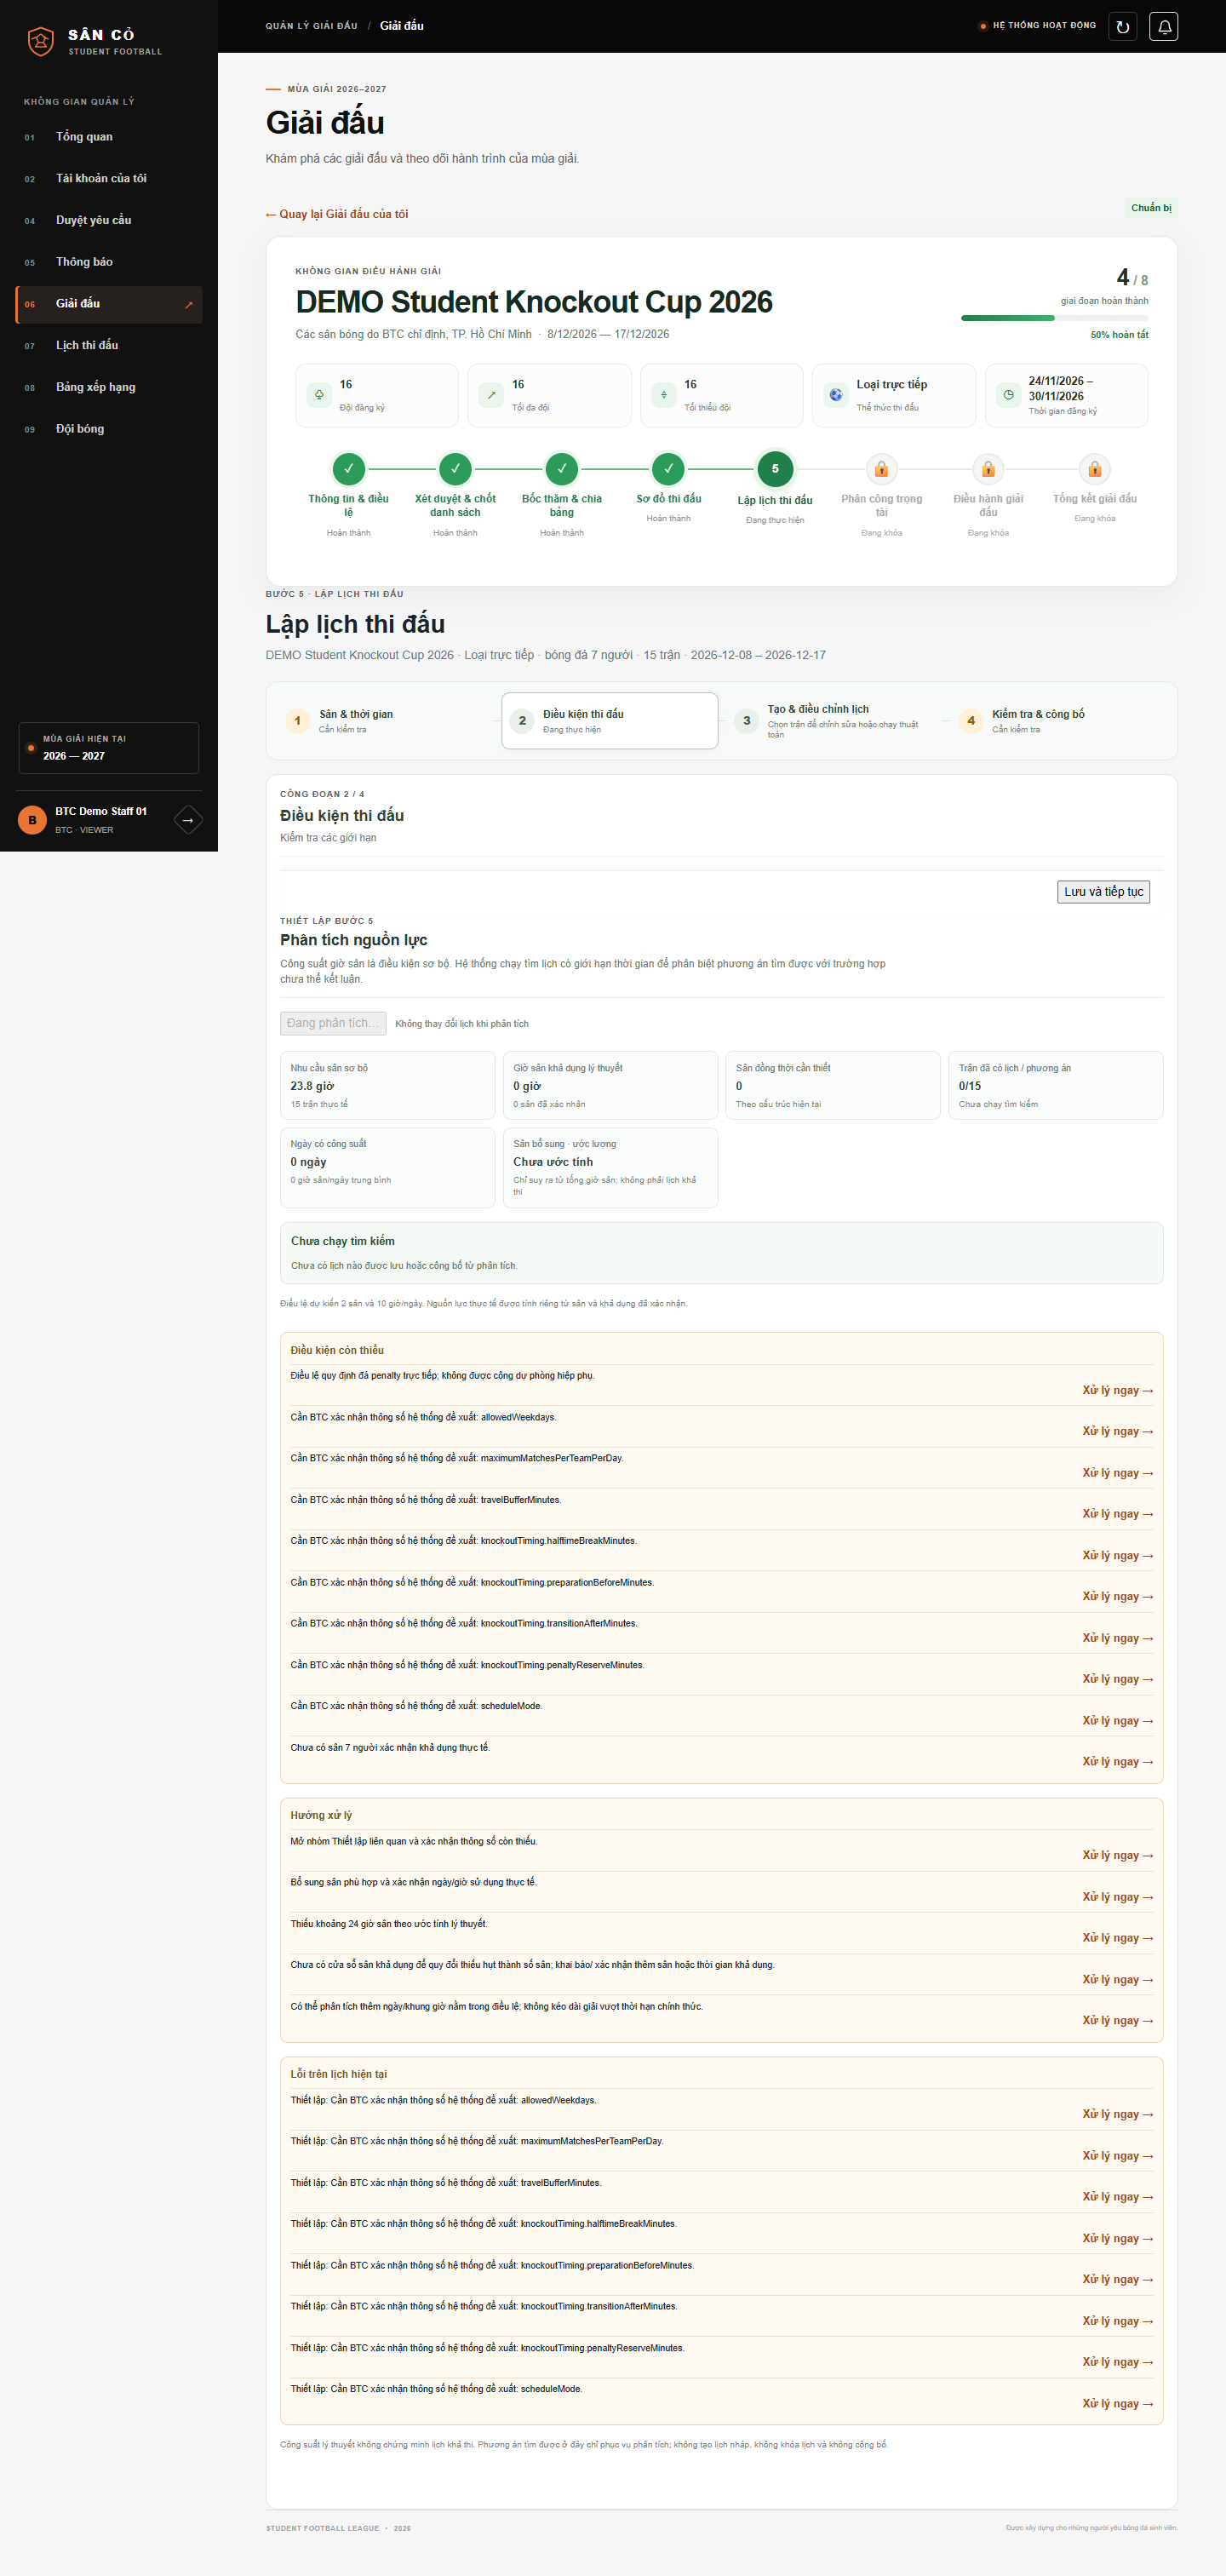 SÂN CỎ
STUDENT FOOTBALL
KHÔNG GIAN QUẢN LÝ
01 Tổng quan
02 Tài khoản của tôi
04 Duyệt yêu cầu
05 Thông báo
06 Giải đấu ↗
07 Lịch thi đấu
08 Bảng xếp hạng
09 Đội bóng
MÙA GIẢI HIỆN TẠI
2026 — 2027
B
BTC Demo Staff 01
BTC · VIEWER
→
QUẢN LÝ GIẢI ĐẤU / Giải đấu
HỆ THỐNG HOẠT ĐỘNG
MÙA GIẢI 2026–2027
Giải đấu
Khám phá các giải đấu và theo dõi hành trình của mùa giải.
← Quay lại Giải đấu của tôi
Chuẩn bị
KHÔNG GIAN ĐIỀU HÀNH GIẢI
DEMO Student Knockout Cup 2026
Các sân bóng do BTC chỉ định, TP. Hồ Chí Minh · 8/12/2026 — 17/12/2026
4 / 8
giai đoạn hoàn thành
50% hoàn tất
16
Đội đăng ký
16
Tối đa đội
16
Tối thiểu đội
Loại trực tiếp
Thể thức thi đấu
24/11/2026 –
30/11/2026
Thời gian đăng ký
✓
Thông tin & điều
lệ
Hoàn thành
✓
Xét duyệt & chốt
danh sách
Hoàn thành
✓
Bốc thăm & chia
bảng
Hoàn thành
✓
Sơ đồ thi đấu
Hoàn thành
5
Lập lịch thi đấu
Đang thực hiện
Phân công trọng
tài
Đang khóa
Điều hành giải
đấu
Đang khóa
Tổng kết giải đấu
Đang khóa
BƯỚC 5 · LẬP LỊCH THI ĐẤU
Lập lịch thi đấu
DEMO Student Knockout Cup 2026 · Loại trực tiếp · bóng đá 7 người · 15 trận · 2026-12-08 – 2026-12-17
1
Sân & thời gian
Cần kiểm tra
2
Điều kiện thi đấu
Đang thực hiện
3
Tạo & điều chỉnh lịch
Chọn trận để chỉnh sửa hoặc chạy thuật
toán
4
Kiểm tra & công bố
Cần kiểm tra
CÔNG ĐOẠN 2 / 4
Điều kiện thi đấu
Kiểm tra các giới hạn
Lưu và tiếp tục
THIẾT LẬP BƯỚC 5
Phân tích nguồn lực
Công suất giờ sân là điều kiện sơ bộ. Hệ thống chạy tìm lịch có giới hạn thời gian để phân biệt phương án tìm được với trường hợp
chưa thể kết luận.
Đang phân tích...
Không thay đổi lịch khi phân tích
Nhu cầu sân sơ bộ
23.8 giờ
15 trận thực tế
Giờ sân khả dụng lý thuyết
0 giờ
0 sân đã xác nhận
Sân đồng thời cần thiết
0
Theo cấu trúc hiện tại
Trận đã có lịch / phương án
0/15
Chưa chạy tìm kiếm
Ngày có công suất
0 ngày
0 giờ sân/ngày trung bình
Sân bổ sung · ước lượng
Chưa ước tính
Chỉ suy ra từ tổng giờ sân; không phải lịch khả
thi
Chưa chạy tìm kiếm
Chưa có lịch nào được lưu hoặc công bố từ phân tích.
Điều lệ dự kiến 2 sân và 10 giờ/ngày. Nguồn lực thực tế được tính riêng từ sân và khả dụng đã xác nhận.
Điều kiện còn thiếu
Điều lệ quy định đá penalty trực tiếp; không được cộng dự phòng hiệp phụ.
Xử lý ngay →
Cần BTC xác nhận thông số hệ thống đề xuất: allowedWeekdays.
Xử lý ngay →
Cần BTC xác nhận thông số hệ thống đề xuất: maximumMatchesPerTeamPerDay.
Xử lý ngay →
Cần BTC xác nhận thông số hệ thống đề xuất: travelBufferMinutes.
Xử lý ngay →
Cần BTC xác nhận thông số hệ thống đề xuất: knockoutTiming.halftimeBreakMinutes.
Xử lý ngay →
Cần BTC xác nhận thông số hệ thống đề xuất: knockoutTiming.preparationBeforeMinutes.
Xử lý ngay →
Cần BTC xác nhận thông số hệ thống đề xuất: knockoutTiming.transitionAfterMinutes.
Xử lý ngay →
Cần BTC xác nhận thông số hệ thống đề xuất: knockoutTiming.penaltyReserveMinutes.
Xử lý ngay →
Cần BTC xác nhận thông số hệ thống đề xuất: scheduleMode.
Xử lý ngay →
Chưa có sân 7 người xác nhận khả dụng thực tế.
Xử lý ngay →
Hướng xử lý
Mở nhóm Thiết lập liên quan và xác nhận thông số còn thiếu.
Xử lý ngay →
Bổ sung sân phù hợp và xác nhận ngày/giờ sử dụng thực tế.
Xử lý ngay →
Thiếu khoảng 24 giờ sân theo ước tính lý thuyết.
Xử lý ngay →
Chưa có cửa sổ sân khả dụng để quy đổi thiếu hụt thành số sân; khai báo/ xác nhận thêm sân hoặc thời gian khả dụng.
Xử lý ngay →
Có thể phân tích thêm ngày/khung giờ nằm trong điều lệ; không kéo dài giải vượt thời hạn chính thức.
Xử lý ngay →
Lỗi trên lịch hiện tại
Thiết lập: Cần BTC xác nhận thông số hệ thống đề xuất: allowedWeekdays.
Xử lý ngay →
Thiết lập: Cần BTC xác nhận thông số hệ thống đề xuất: maximumMatchesPerTeamPerDay.
Xử lý ngay →
Thiết lập: Cần BTC xác nhận thông số hệ thống đề xuất: travelBufferMinutes.
Xử lý ngay →
Thiết lập: Cần BTC xác nhận thông số hệ thống đề xuất: knockoutTiming.halftimeBreakMinutes.
Xử lý ngay →
Thiết lập: Cần BTC xác nhận thông số hệ thống đề xuất: knockoutTiming.preparationBeforeMinutes.
Xử lý ngay →
Thiết lập: Cần BTC xác nhận thông số hệ thống đề xuất: knockoutTiming.transitionAfterMinutes.
Xử lý ngay →
Thiết lập: Cần BTC xác nhận thông số hệ thống đề xuất: knockoutTiming.penaltyReserveMinutes.
Xử lý ngay →
Thiết lập: Cần BTC xác nhận thông số hệ thống đề xuất: scheduleMode.
Xử lý ngay →
Công suất lý thuyết không chứng minh lịch khả thi. Phương án tìm được ở đây chỉ phục vụ phân tích; không tạo lịch nháp, không khóa lịch và không công bố.
STUDENT FOOTBALL LEAGUE • 2026
Được xây dựng cho những người yêu bóng đá sinh viên.